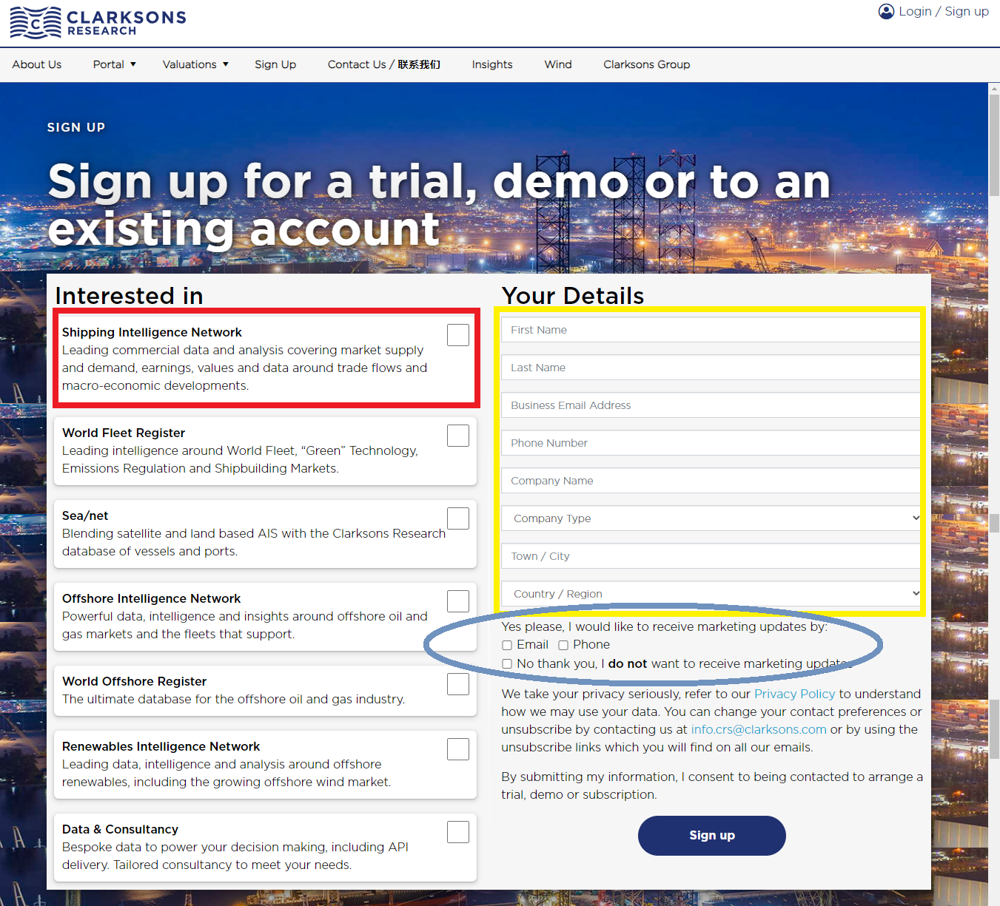 CLARKSONS
RESEARCH
Login / Sign up
About Us
Portal
Valuations
Sign Up
Contact Us / 联系我们
Insights
Wind
Clarksons Group
SIGN UP
Sign up for a trial, demo or to an
existing account
Interested in
Shipping Intelligence Network
Leading commercial data and analysis covering market supply
and demand, earnings, values and data around trade flows and
macro-economic developments.
World Fleet Register
Leading intelligence around World Fleet, “Green” Technology,
Emissions Regulation and Shipbuilding Markets.
Sea/net
Blending satellite and land based AIS with the Clarksons Research
database of vessels and ports.
Offshore Intelligence Network
Powerful data, intelligence and insights around offshore oil and
gas markets and the fleets that support.
World Offshore Register
The ultimate database for the offshore oil and gas industry.
Renewables Intelligence Network
Leading data, intelligence and analysis around offshore
renewables, including the growing offshore wind market.
Data & Consultancy
Bespoke data to power your decision making, including API
delivery. Tailored consultancy to meet your needs.
Your Details
First Name
Last Name
Business Email Address
Phone Number
Company Name
Company Type
Town / City
Country / Region
Yes please, I would like to receive marketing updates by:
Email Phone
No thank you, I do not want to receive marketing updates
We take your privacy seriously, refer to our Privacy Policy to understand
how we may use your data. You can change your contact preferences or
unsubscribe by contacting us at info.crs@clarksons.com or by using the
unsubscribe links which you will find on all our emails.
By submitting my information, I consent to being contacted to arrange a
trial, demo or subscription.
Sign up